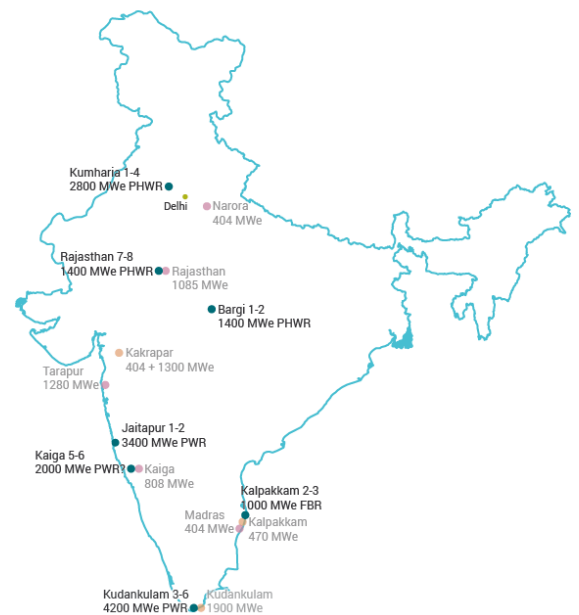 Kumharia 1-4
2800 MWe PHWR
Delhi
Narora
404 MWe
Rajasthan 7-8
1400 MWe PHWR
Rajasthan
1085 MWe
Bargi 1-2
1400 MWe PHWR
Kakrapar
404 + 1300 MWe
Tarapur
1280 MWe
Jaitapur 1-2
3400 MWe PWR
Kaiga 5-6
2000 MWe PWR?
Kaiga
808 MWe
Kalpakkam 2-3
1000 MWe FBR
Madras
404 MWe
Kalpakkam
470 MWe
Kudankulam 3-6
4200 MWe PWR
Kudankulam
1900 MWe